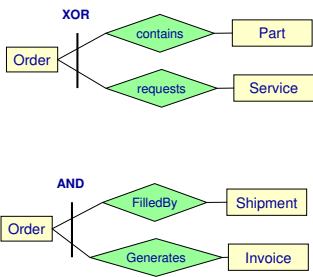 XOR
contains
Part
Order
requests
Service
AND
FilledBy
Shipment
Order
Generates
Invoice